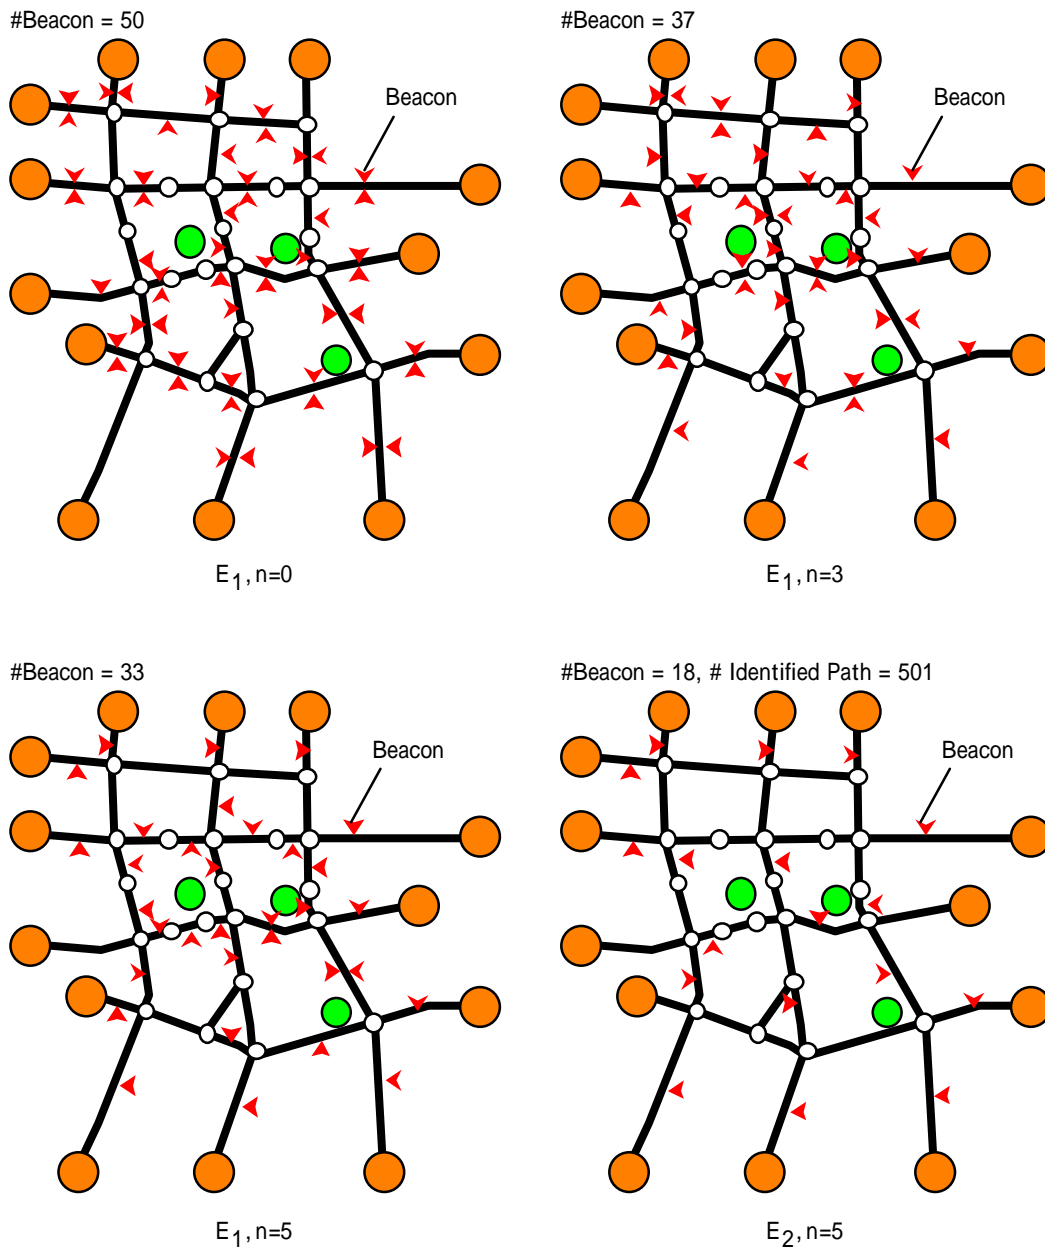 #Beacon = 50
Beacon
E1, n=0
#Beacon = 37
Beacon
E1, n=3
#Beacon = 33
Beacon
E1, n=5
#Beacon = 18, # Identified Path = 501
Beacon
E2, n=5